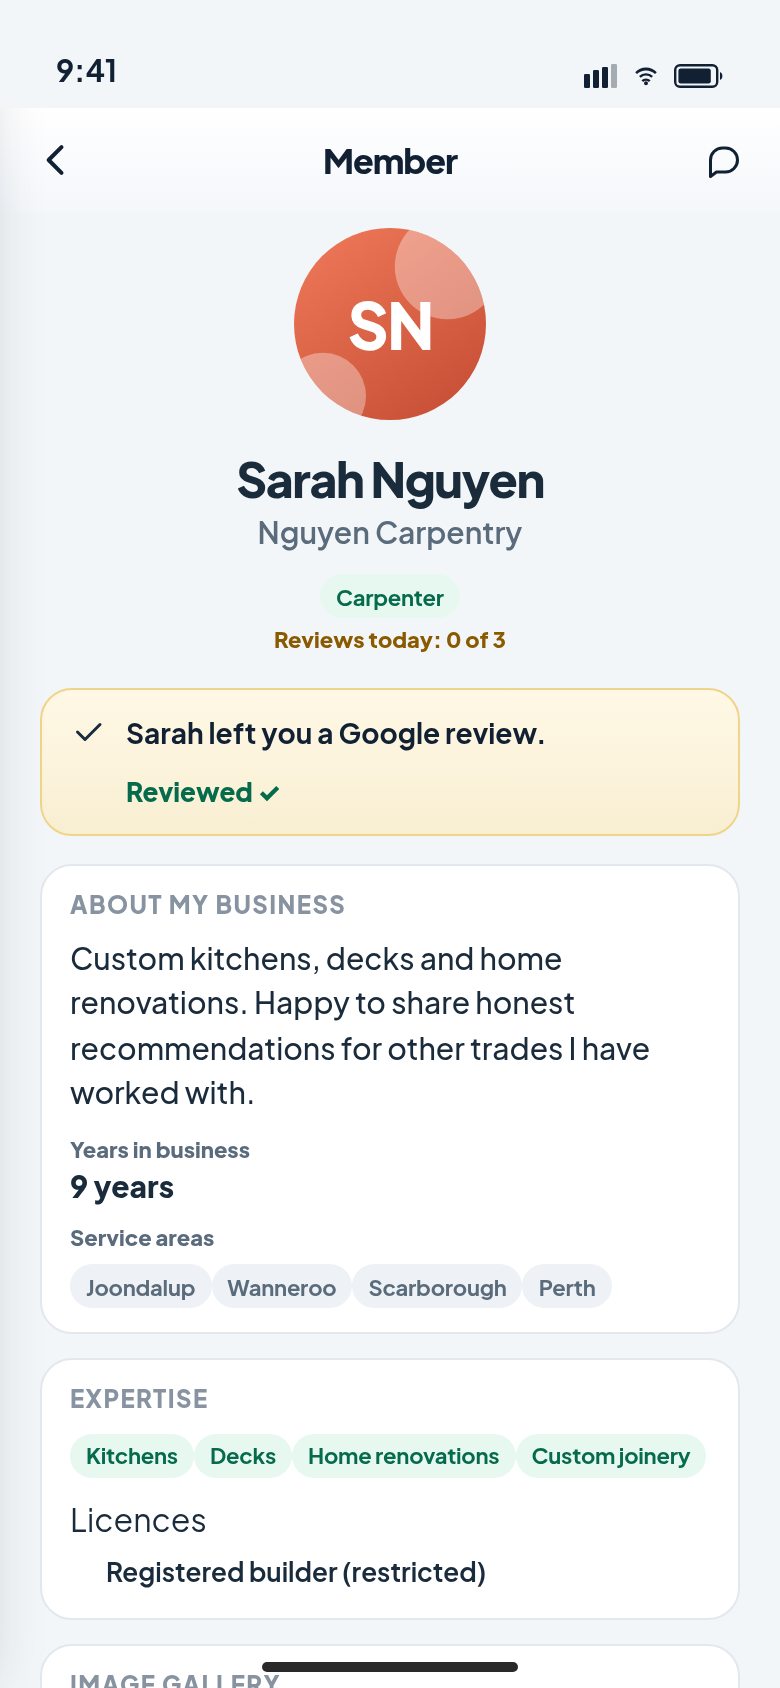 9:41
Member
SN
Sarah Nguyen
Nguyen Carpentry
Carpenter
Reviews today: 0 of 3
Sarah left you a Google review.
Reviewed ✓
ABOUT MY BUSINESS
Custom kitchens, decks and home
renovations. Happy to share honest
recommendations for other trades I have
worked with.
Years in business
9 years
Service areas
Joondalup Wanneroo Scarborough Perth
EXPERTISE
Kitchens Decks Home renovations Custom joinery
Licences
Registered builder (restricted)
IMAGE GALLERY